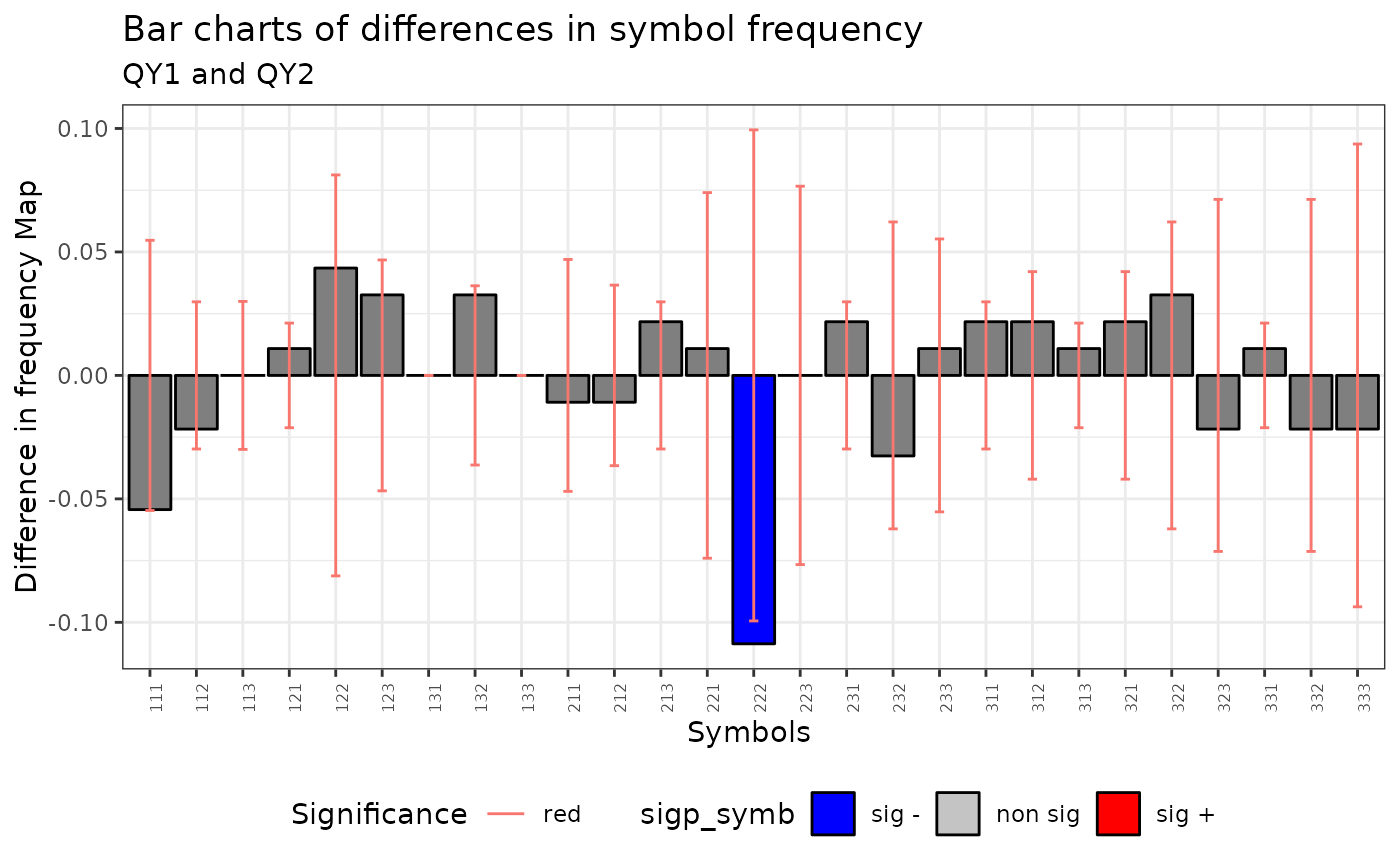 Bar charts of differences in symbol frequency
QY1 and QY2
Difference in frequency Map
0.10
0.05
0.00
-0.05
-0.10
111 112 113 121 122 123 131 132 133 211 212 213 221 222 223 231 232 233 311 312 313 321 322 323 331 332 333
Symbols
Significance red sigp_symb sig - non sig sig +